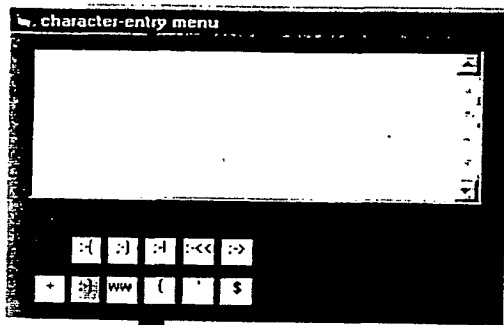 character-entry menu
:-( ;-) :-| :-<< :->
+ :-) ww ( ' $